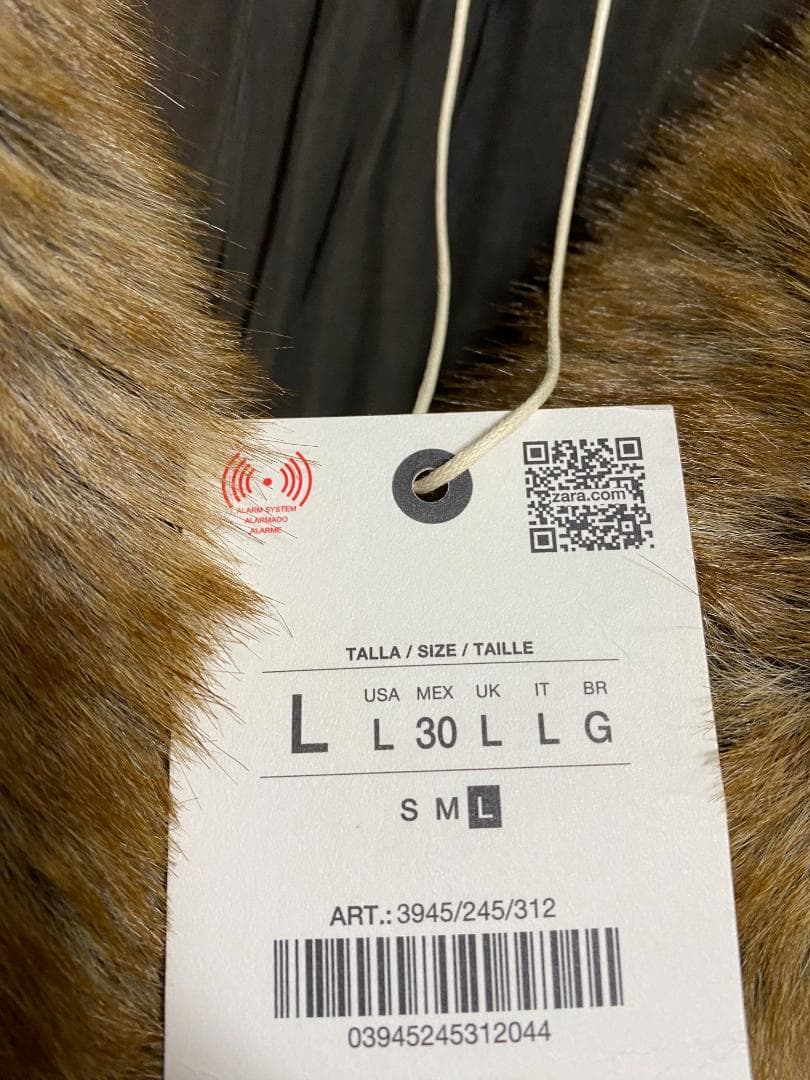 ALARM SYSTEM
ALARMADO
ALARME
zara.com
TALLA / SIZE / TAILLE
USA MEX UK IT BR
L L 30 L L G
S M L
ART.: 3945/245/312
03945245312044